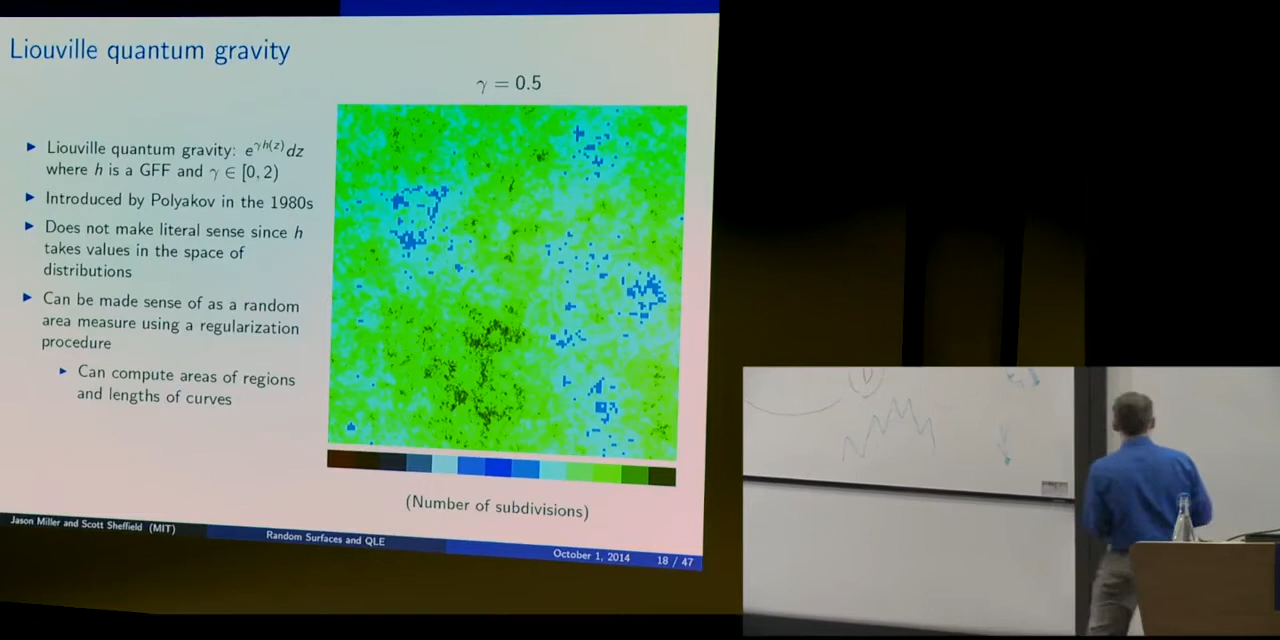 Liouville quantum gravity
γ = 0.5
▶ Liouville quantum gravity: e^{γh(z)}dz
where h is a GFF and γ ∈ [0, 2)
▶ Introduced by Polyakov in the 1980s
▶ Does not make literal sense since h
takes values in the space of
distributions
▶ Can be made sense of as a random
area measure using a regularization
procedure
▶ Can compute areas of regions
and lengths of curves
(Number of subdivisions)
Jason Miller and Scott Sheffield (MIT)
Random Surfaces and QLE
October 1, 2014
18 / 47